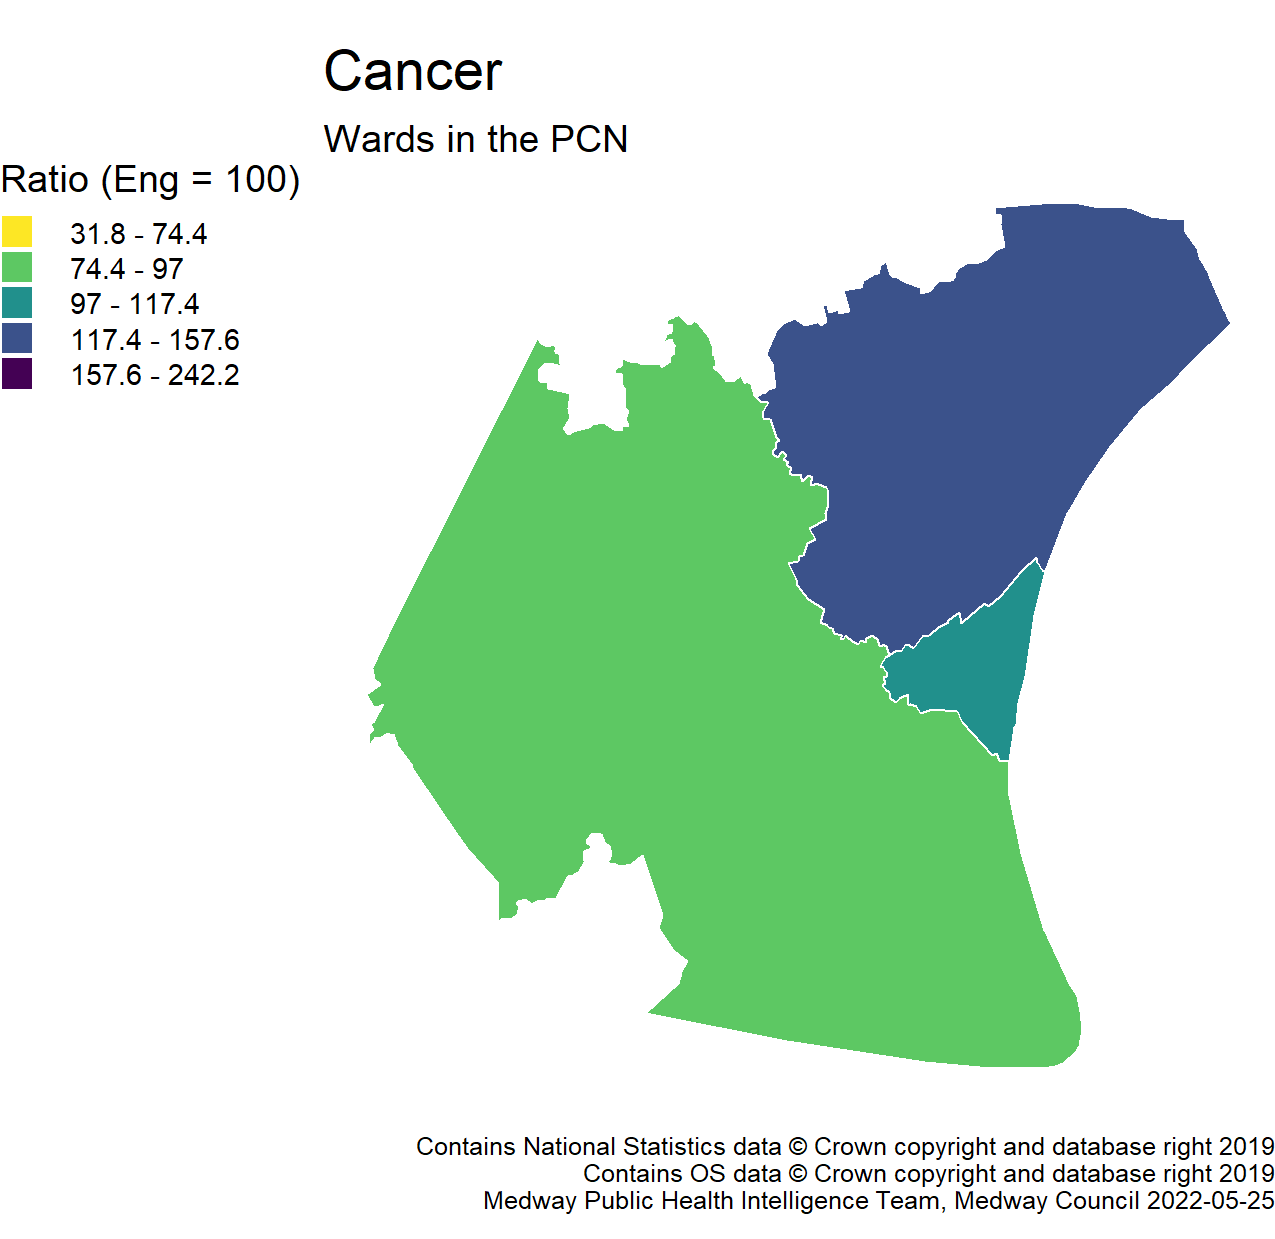 Cancer
Wards in the PCN
Ratio (Eng = 100)
31.8 - 74.4
74.4 - 97
97 - 117.4
117.4 - 157.6
157.6 - 242.2
Contains National Statistics data © Crown copyright and database right 2019
Contains OS data © Crown copyright and database right 2019
Medway Public Health Intelligence Team, Medway Council 2022-05-25